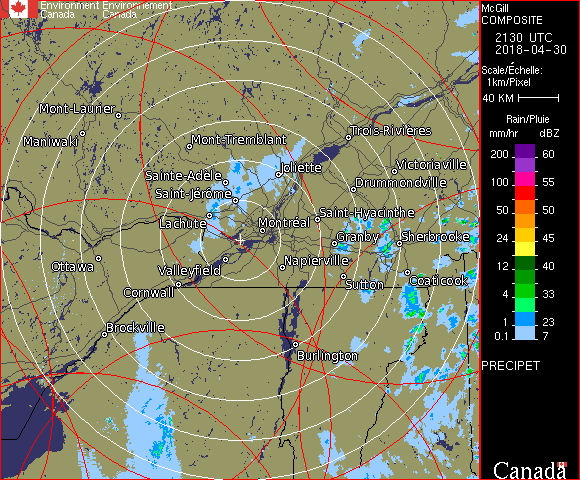 Environment Environnement
Canada Canada
Mont-Laurier
Maniwaki
Mont-Tremblant
Trois-Rivières
Sainte-Adèle
Joliette
Victoriaville
Saint-Jérôme
Drummondville
Lachute
Montréal
Saint-Hyacinthe
Granby
Sherbrooke
Ottawa
Valleyfield
Napierville
Cornwall
Sutton
Coaticook
Brockville
Burlington
McGill
COMPOSITE
2130 UTC
2018-04-30
Scale/Échelle:
1km/Pixel
40 KM
Rain/Pluie
mm/hr dBZ
200 60
100 55
50 50
24 45
12 40
4 33
1 23
0.1 7
PRECIPET
Canada